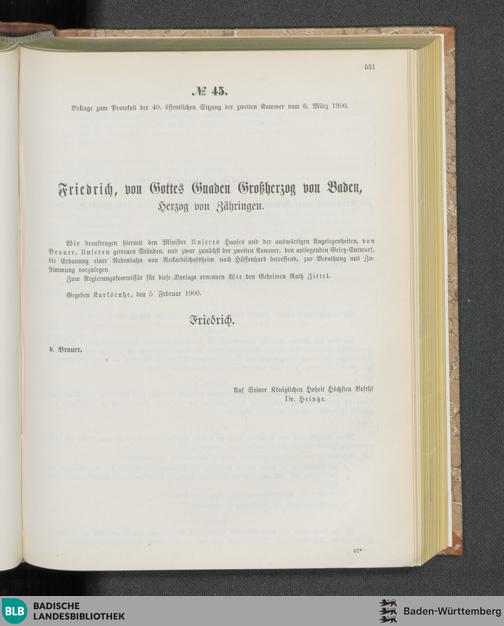 531
№ 45.
Beilage zum Protokoll der 40. öffentlichen Sitzung der zweiten Kammer vom 6. März 1900.
Friedrich, von Gottes Gnaden Großherzog von Baden,
Herzog von Zähringen.
Wir beauftragen hiermit den Minister Unseres Hauses und der auswärtigen Angelegenheiten, von
Brauer, Unseren getreuen Ständen, und zwar zunächst der zweiten Kammer, den anliegenden Gesetz-Entwurf,
die Erbauung einer Nebenbahn von Neckarbischofsheim nach Hüffenhard betreffend, zur Berathung und Zu-
stimmung vorzulegen.
Zum Regierungskommissär für diese Vorlage ernennen Wir den Geheimen Rath Zittel.
Gegeben Karlsruhe, den 5 Februar 1900.
Friedrich.
v. Brauer.
Auf Seiner Königlichen Hoheit Höchsten Befehl
Dr. Heintze.
67*
BLB BADISCHE
LANDESBIBLIOTHEK
Baden-Württemberg